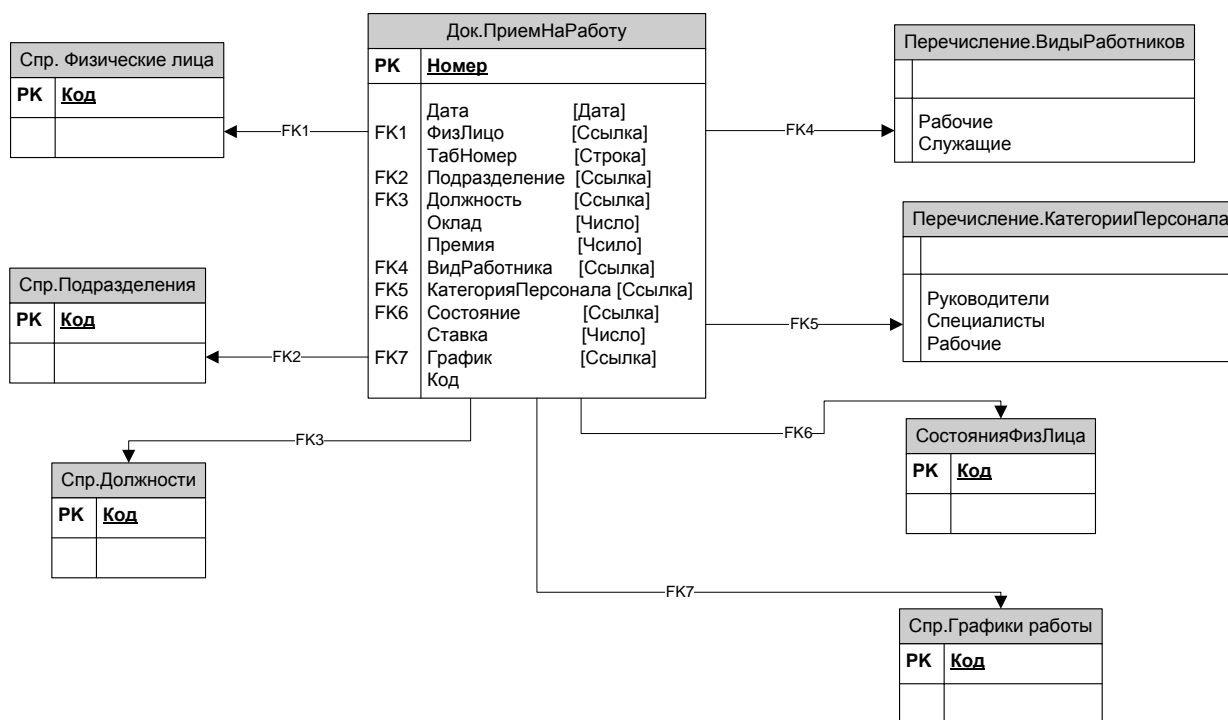 Док.ПриемНаРаботу
PK Номер
Дата [Дата]
FK1 ФизЛицо [Ссылка]
ТабНомер [Строка]
FK2 Подразделение [Ссылка]
FK3 Должность [Ссылка]
Оклад [Число]
Премия [Чсило]
FK4 ВидРаботника [Ссылка]
FK5 КатегорияПерсонала [Ссылка]
FK6 Состояние [Ссылка]
Ставка [Число]
FK7 График [Ссылка]
Код
Спр. Физические лица
PK Код
FK1
Перечисление.ВидыРаботников
Рабочие
Служащие
FK4
Перечисление.КатегорииПерсонала
Руководители
Специалисты
Рабочие
FK5
Спр.Подразделения
PK Код
FK2
FK3
Спр.Должности
PK Код
FK6
СостоянияФизЛица
PK Код
FK7
Спр.Графики работы
PK Код